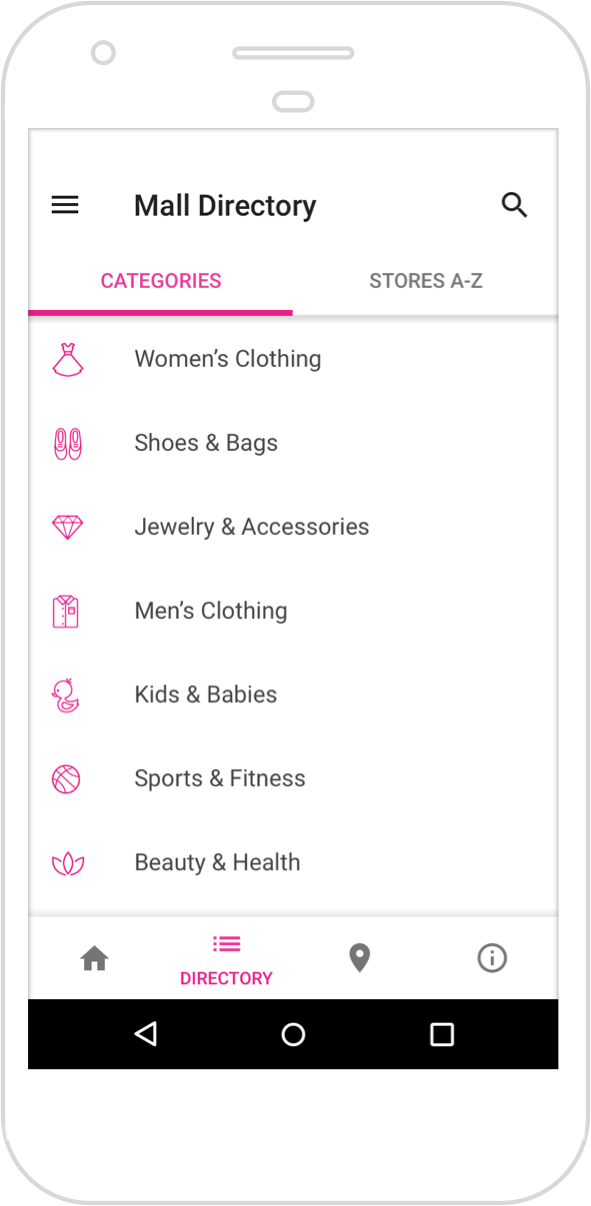 Mall Directory
CATEGORIES
STORES A-Z
Women’s Clothing
Shoes & Bags
Jewelry & Accessories
Men’s Clothing
Kids & Babies
Sports & Fitness
Beauty & Health
DIRECTORY